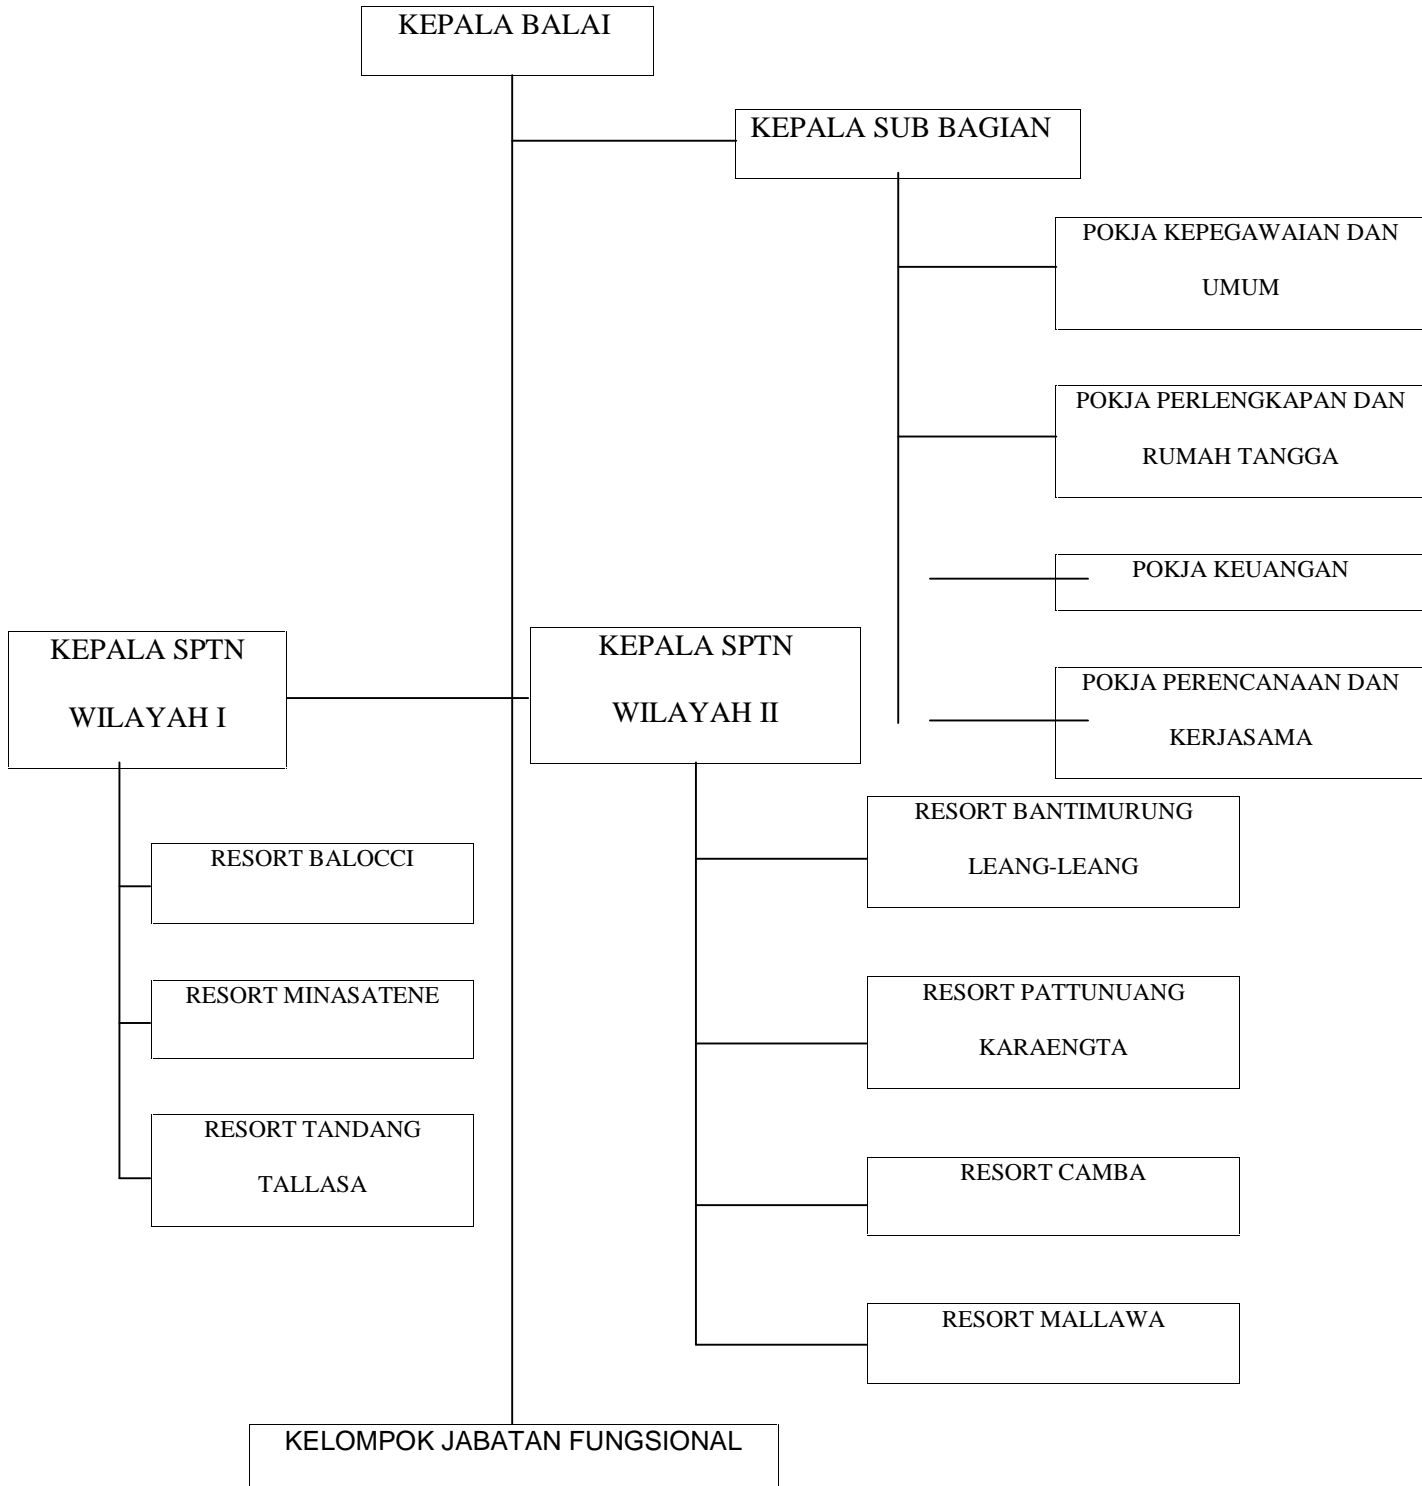 KEPALA BALAI
KEPALA SUB BAGIAN
POKJA KEPEGAWAIAN DAN
UMUM
POKJA PERLENGKAPAN DAN
RUMAH TANGGA
POKJA KEUANGAN
POKJA PERENCANAAN DAN
KERJASAMA
KEPALA SPTN
WILAYAH I
KEPALA SPTN
WILAYAH II
RESORT BALOCCI
RESORT MINASATENE
RESORT TANDANG
TALLASA
RESORT BANTIMURUNG
LEANG-LEANG
RESORT PATTUNUANG
KARAENGTA
RESORT CAMBA
RESORT MALLAWA
KELOMPOK JABATAN FUNGSIONAL